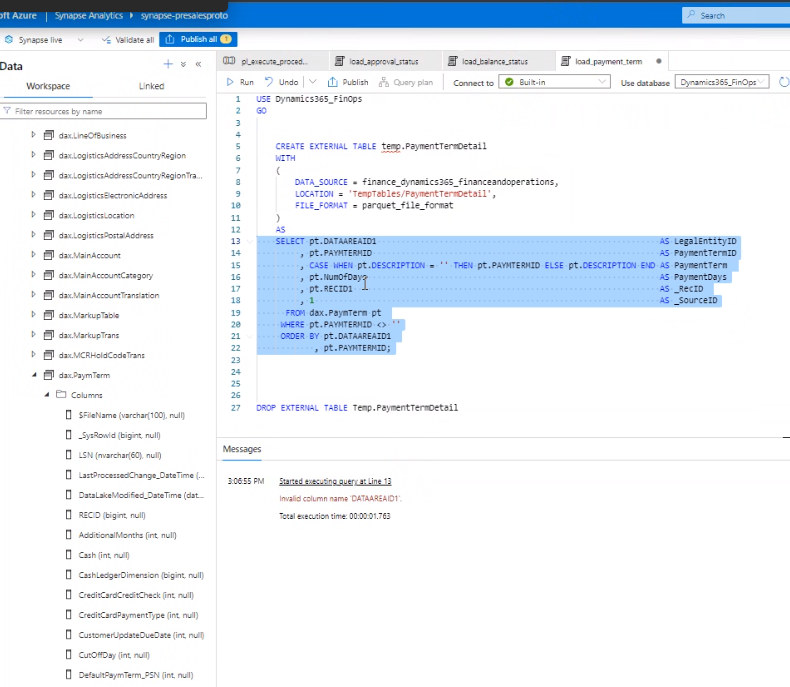 oft Azure | Synapse Analytics ▸ synapse-presalesproto
Search
Synapse live
Validate all
Publish all 1
Data
Workspace
Linked
Filter resources by name
dax.LineOfBusiness
dax.LogisticsAddressCountryRegion
dax.LogisticsAddressCountryRegionTra...
dax.LogisticsElectronicAddress
dax.LogisticsLocation
dax.LogisticsPostalAddress
dax.MainAccount
dax.MainAccountCategory
dax.MainAccountTranslation
dax.MarkupTable
dax.MarkupTrans
dax.MCRHoldCodeTrans
dax.PaymTerm
Columns
$FileName (varchar(100), null)
_SysRowId (bigint, null)
LSN (nvarchar(60), null)
LastProcessedChange_DateTime (...
DataLakeModified_DateTime (dat...
RECID (bigint, null)
AdditionalMonths (int, null)
Cash (int, null)
CashLedgerDimension (bigint, null)
CreditCardCreditCheck (int, null)
CreditCardPaymentType (int, null)
CustomerUpdateDueDate (int, null)
CutOffDay (int, null)
DefaultPaymTerm_PSN (int, null)
pl_execute_proced...
load_approval_status
load_balance_status
load_payment_term
Run
Undo
Publish
Query plan
Connect to
Built-in
Use database
Dynamics365_FinOps
1 USE Dynamics365_FinOps
2 GO
3
4
5 CREATE EXTERNAL TABLE temp.PaymentTermDetail
6 WITH
7 (
8 DATA_SOURCE = finance_dynamics365_financeandoperations,
9 LOCATION = 'TempTables/PaymentTermDetail',
10 FILE_FORMAT = parquet_file_format
11 )
12 AS
13 SELECT pt.DATAAREAID1 AS LegalEntityID
14 , pt.PAYMTERMID AS PaymentTermID
15 , CASE WHEN pt.DESCRIPTION = '' THEN pt.PAYMTERMID ELSE pt.DESCRIPTION END AS PaymentTerm
16 , pt.NumOfDays AS PaymentDays
17 , pt.RECID1 AS _RecID
18 , 1 AS _SourceID
19 FROM dax.PaymTerm pt
20 WHERE pt.PAYMTERMID <> ''
21 ORDER BY pt.DATAAREAID1
22 , pt.PAYMTERMID;
23
24
25
26
27 DROP EXTERNAL TABLE Temp.PaymentTermDetail
Messages
3:06:55 PM
Started executing query at Line 13
Invalid column name 'DATAAREAID1'.
Total execution time: 00:00:01.763